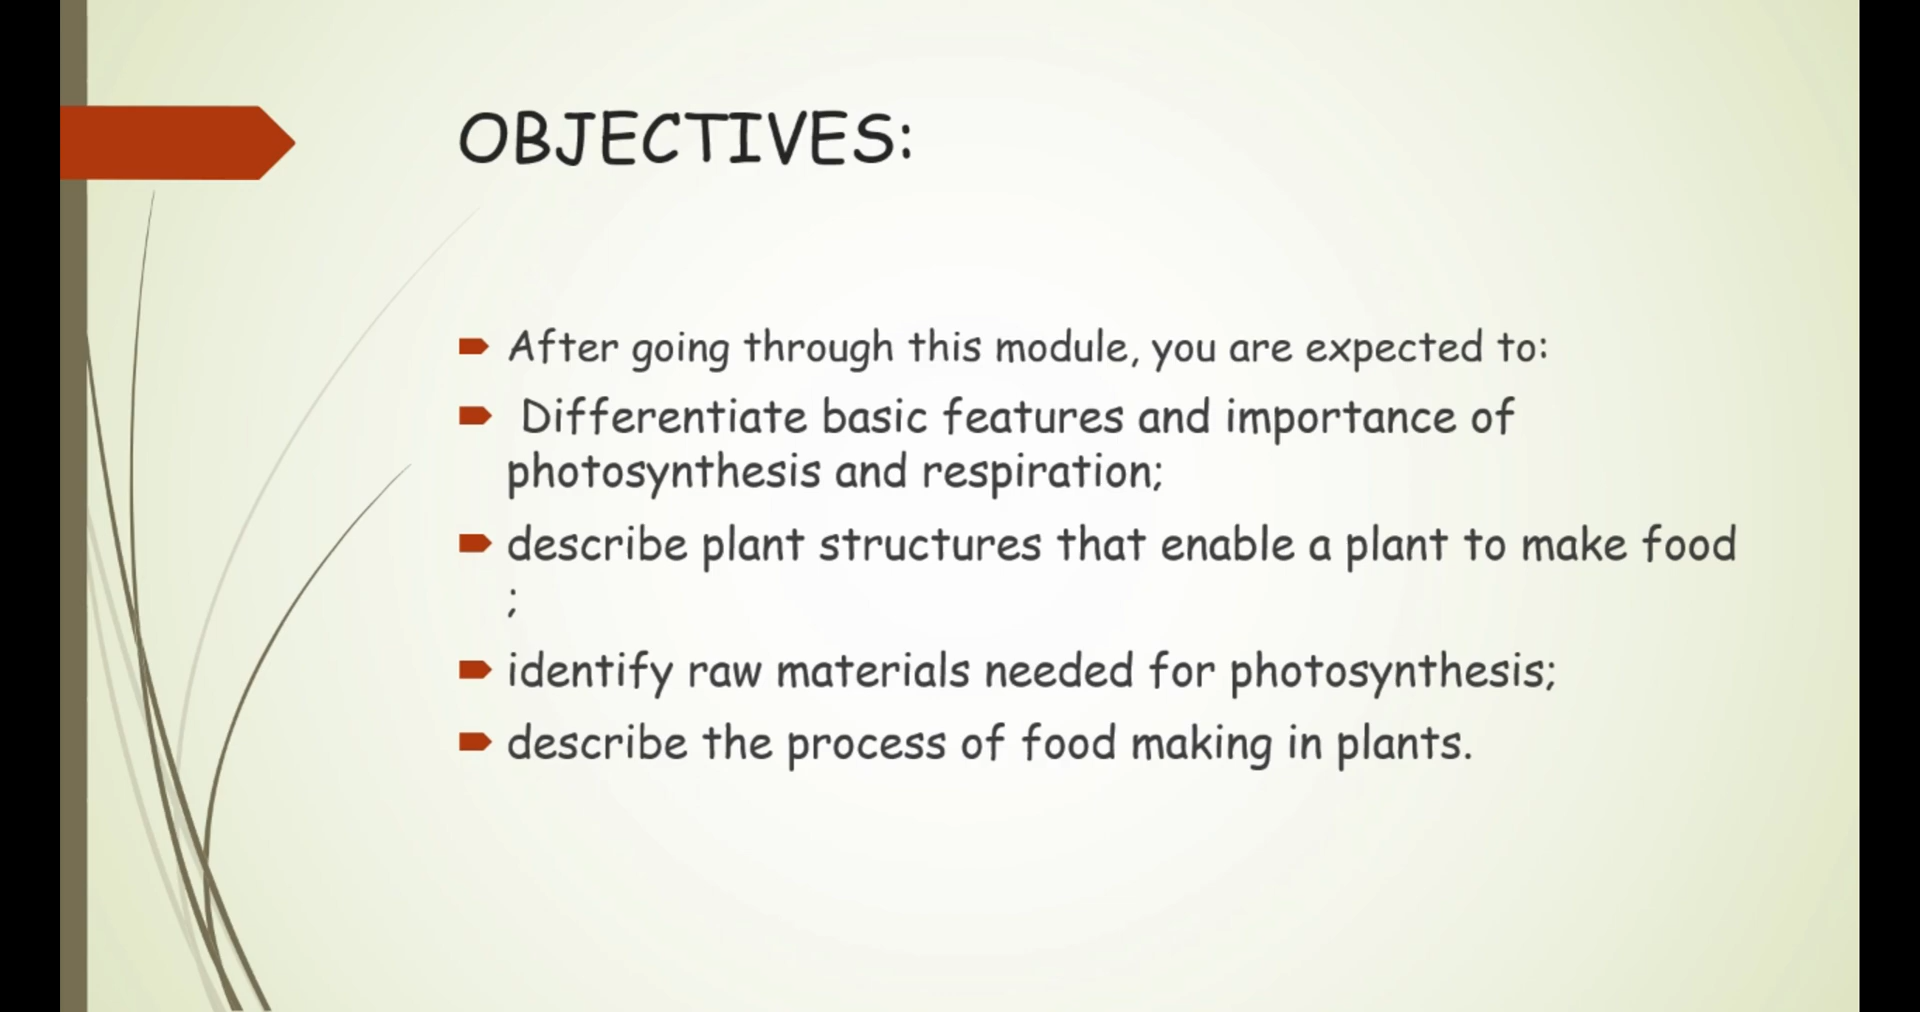 OBJECTIVES:
After going through this module, you are expected to:
Differentiate basic features and importance of
photosynthesis and respiration;
describe plant structures that enable a plant to make food
;
identify raw materials needed for photosynthesis;
describe the process of food making in plants.